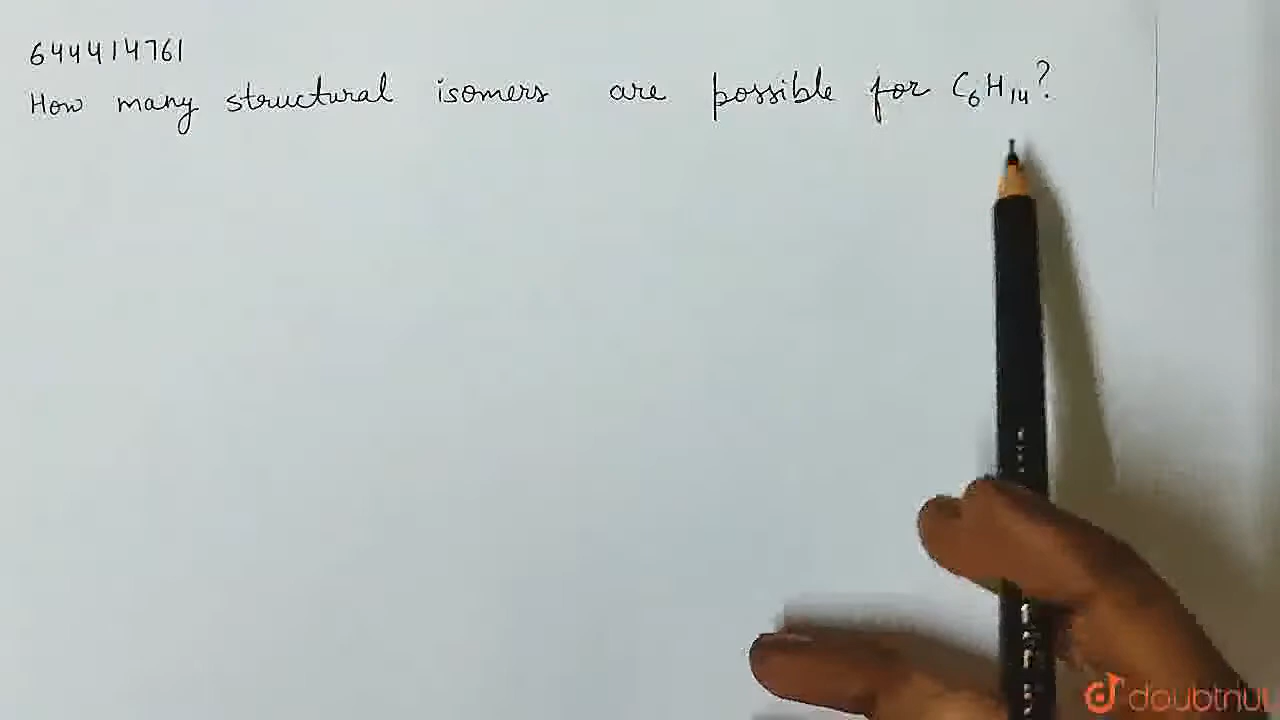 644414761
How many structural isomers are possible for C₆H₁₄?
doubtnut